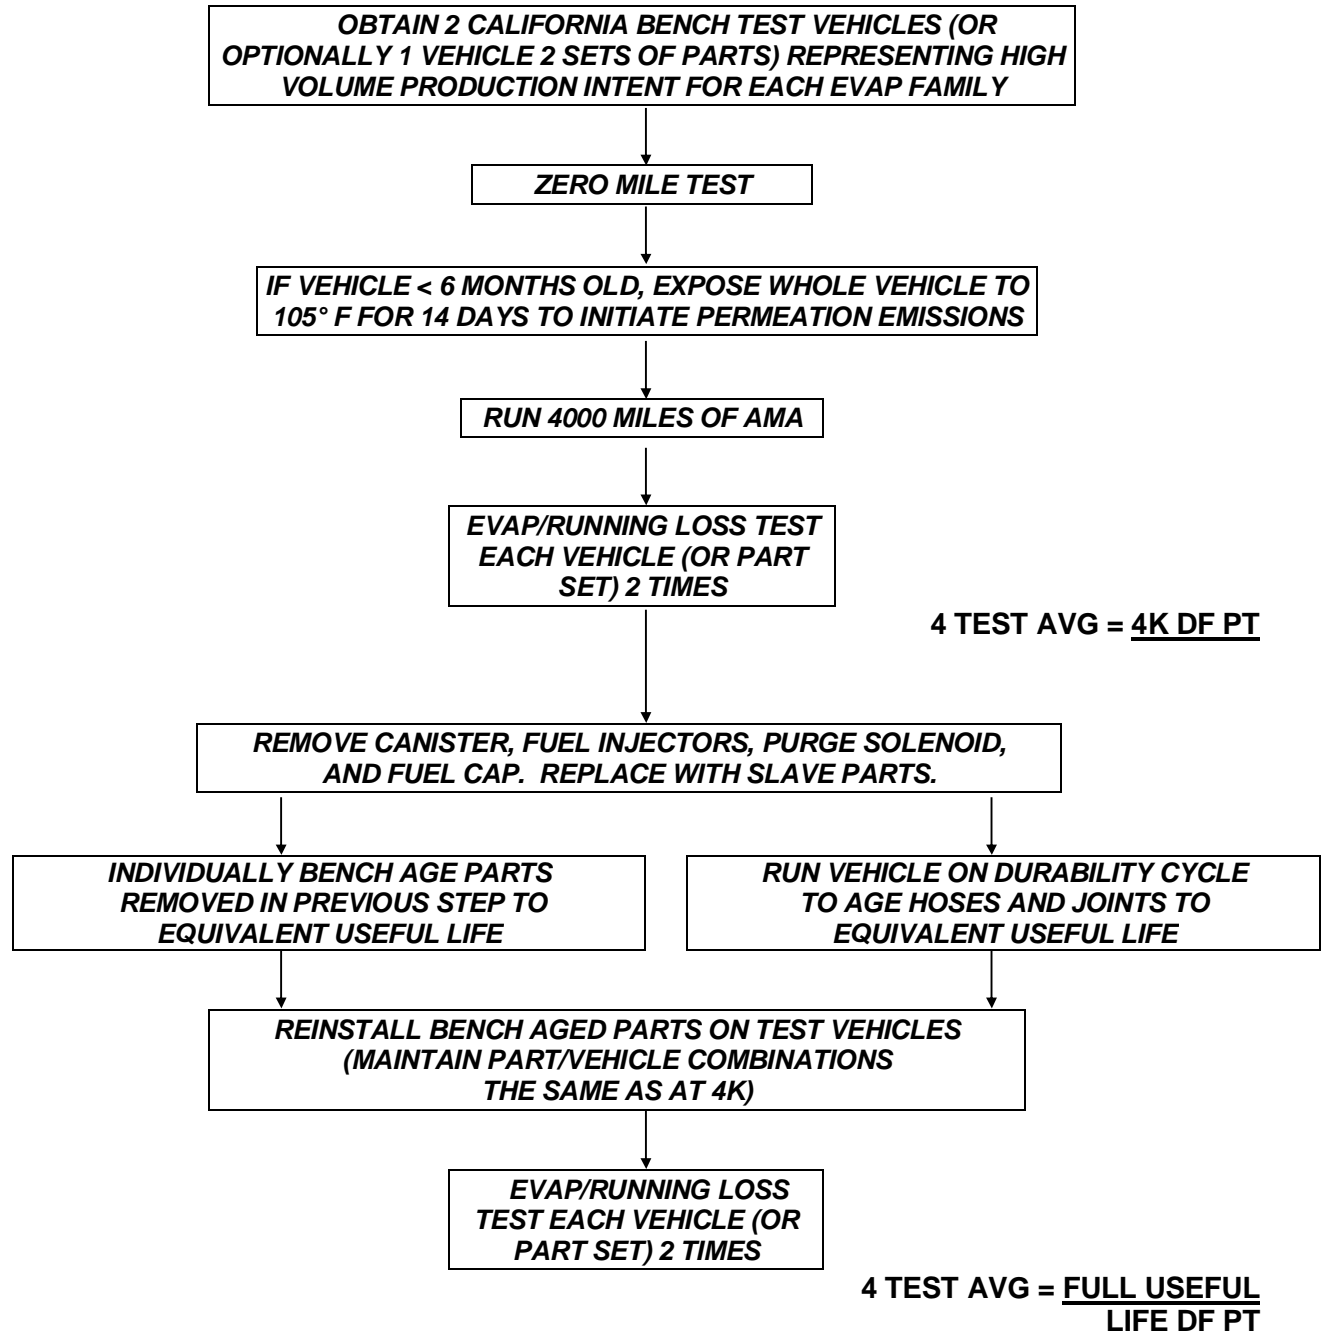 OBTAIN 2 CALIFORNIA BENCH TEST VEHICLES (OR
OPTIONALLY 1 VEHICLE 2 SETS OF PARTS) REPRESENTING HIGH
VOLUME PRODUCTION INTENT FOR EACH EVAP FAMILY
ZERO MILE TEST
IF VEHICLE < 6 MONTHS OLD, EXPOSE WHOLE VEHICLE TO
105° F FOR 14 DAYS TO INITIATE PERMEATION EMISSIONS
RUN 4000 MILES OF AMA
EVAP/RUNNING LOSS TEST
EACH VEHICLE (OR PART
SET) 2 TIMES
4 TEST AVG = 4K DF PT
REMOVE CANISTER, FUEL INJECTORS, PURGE SOLENOID,
AND FUEL CAP.  REPLACE WITH SLAVE PARTS.
INDIVIDUALLY BENCH AGE PARTS
REMOVED IN PREVIOUS STEP TO
EQUIVALENT USEFUL LIFE
RUN VEHICLE ON DURABILITY CYCLE
TO AGE HOSES AND JOINTS TO
EQUIVALENT USEFUL LIFE
REINSTALL BENCH AGED PARTS ON TEST VEHICLES
(MAINTAIN PART/VEHICLE COMBINATIONS
THE SAME AS AT 4K)
EVAP/RUNNING LOSS
TEST EACH VEHICLE (OR
PART SET) 2 TIMES
4 TEST AVG = FULL USEFUL
LIFE DF PT